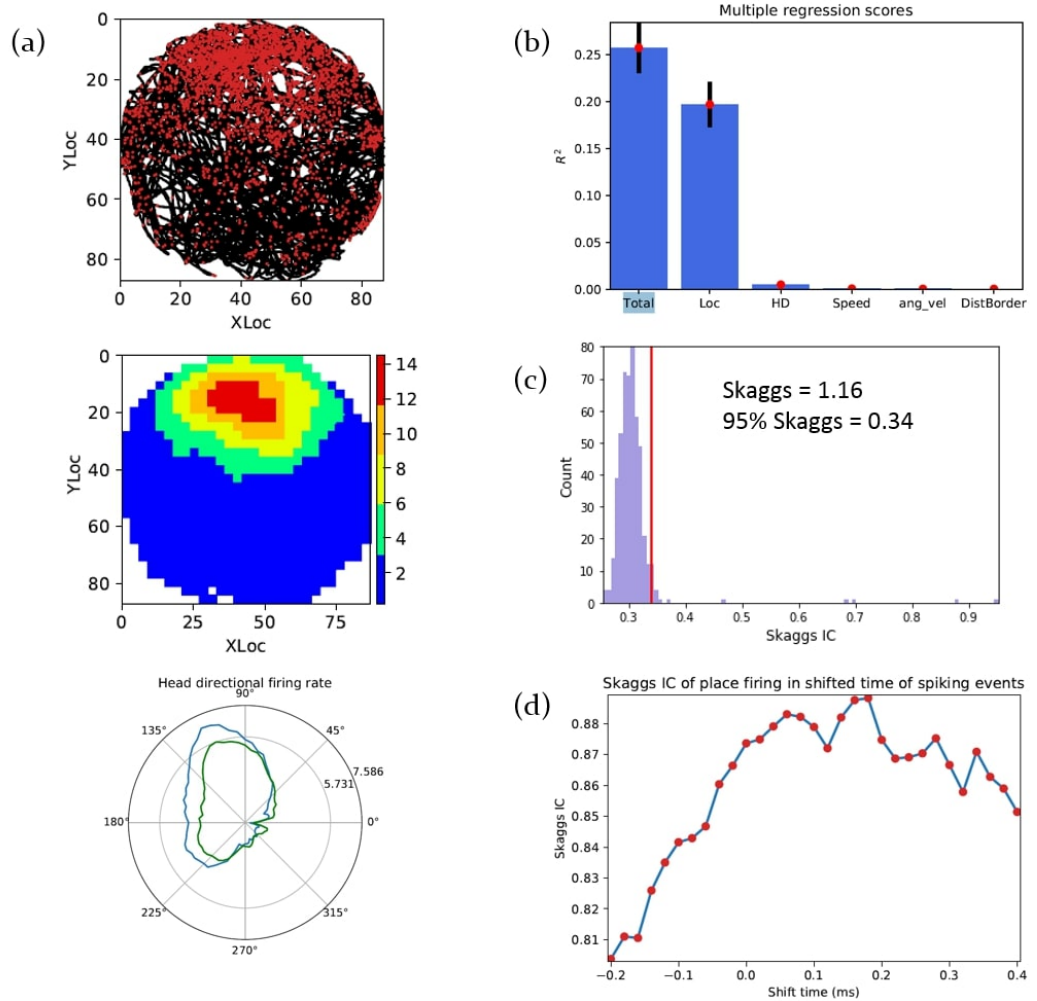 (a)
0
20
40
60
80
YLoc
0 20 40 60 80
XLoc
(b)
Multiple regression scores
0.25
0.20
0.15
0.10
0.05
0.00
R²
Total Loc HD Speed ang_vel DistBorder
0
20
40
60
80
YLoc
0 25 50 75
XLoc
14
12
10
8
6
4
2
(c)
80
70
60
50
40
30
20
10
0
Count
Skaggs = 1.16
95% Skaggs = 0.34
0.3 0.4 0.5 0.6 0.7 0.8 0.9
Skaggs IC
Head directional firing rate
90°
135° 45°
7.586
5.731
180° 0°
225° 315°
270°
(d)
Skaggs IC of place firing in shifted time of spiking events
0.88
0.87
0.86
0.85
0.84
0.83
0.82
0.81
Skaggs IC
−0.2 −0.1 0.0 0.1 0.2 0.3 0.4
Shift time (ms)